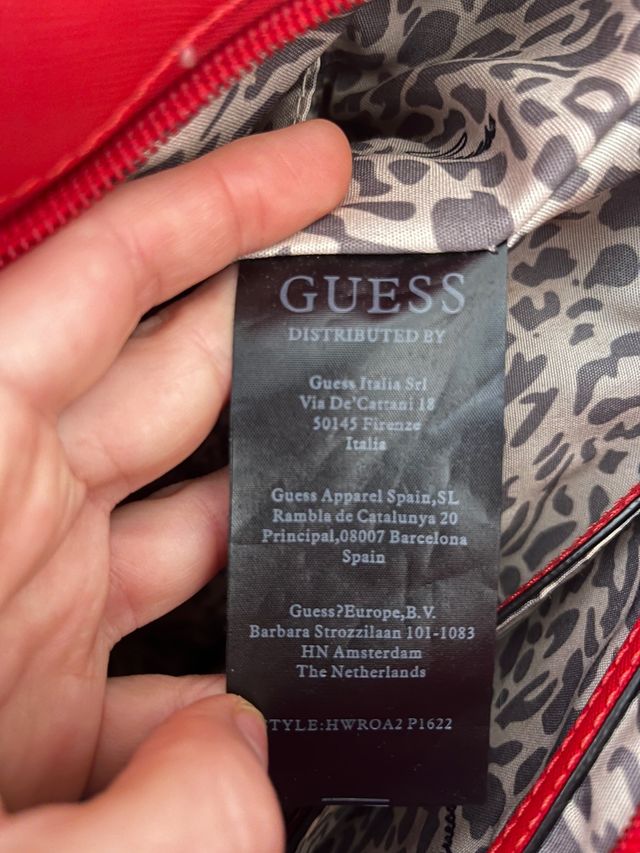 GUESS
DISTRIBUTED BY
Guess Italia Srl
Via De'Cattani 18
50145 Firenze
Italia
Guess Apparel Spain,SL
Rambla de Catalunya 20
Principal,08007 Barcelona
Spain
Guess?Europe,B.V.
Barbara Strozzilaan 101-1083
HN Amsterdam
The Netherlands
TYLE:HWROA2 P1622